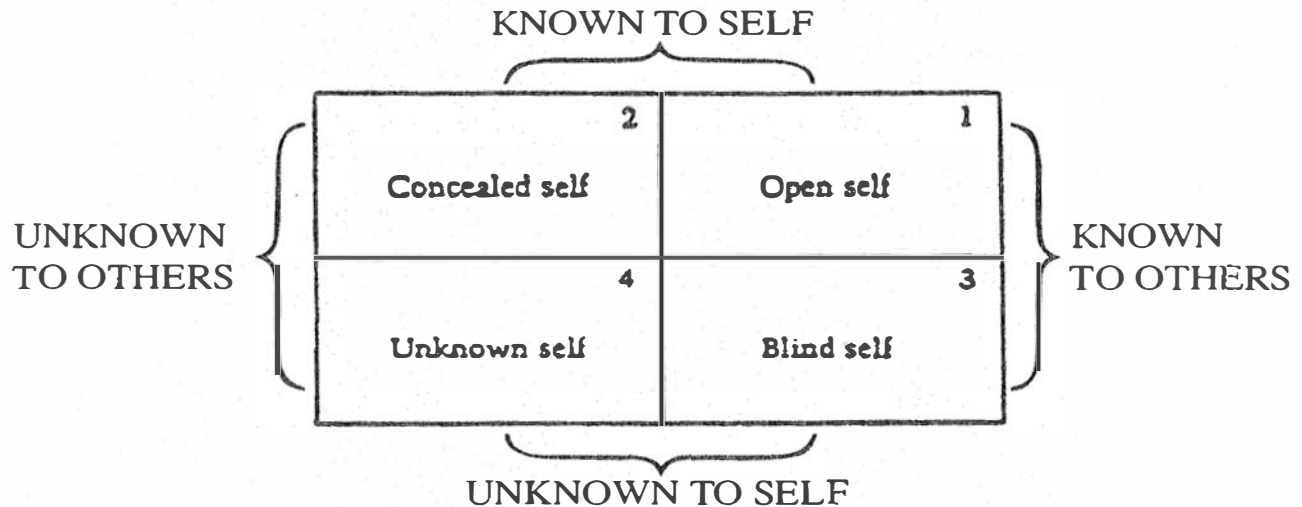 KNOWN TO SELF
2
1
Concealed self
Open self
UNKNOWN
TO OTHERS
KNOWN
TO OTHERS
4
3
Unknown self
Blind self
UNKNOWN TO SELF